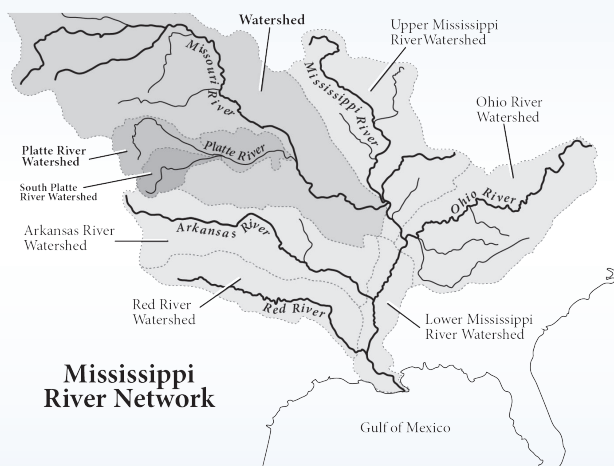 Watershed
Upper Mississippi
River Watershed
Missouri River
Mississippi River
Ohio River
Watershed
Platte River
Watershed
Platte River
South Platte
River Watershed
Ohio River
Arkansas River
Watershed
Arkansas River
Red River
Watershed
Red River
Lower Mississippi
River Watershed
Mississippi
River Network
Gulf of Mexico